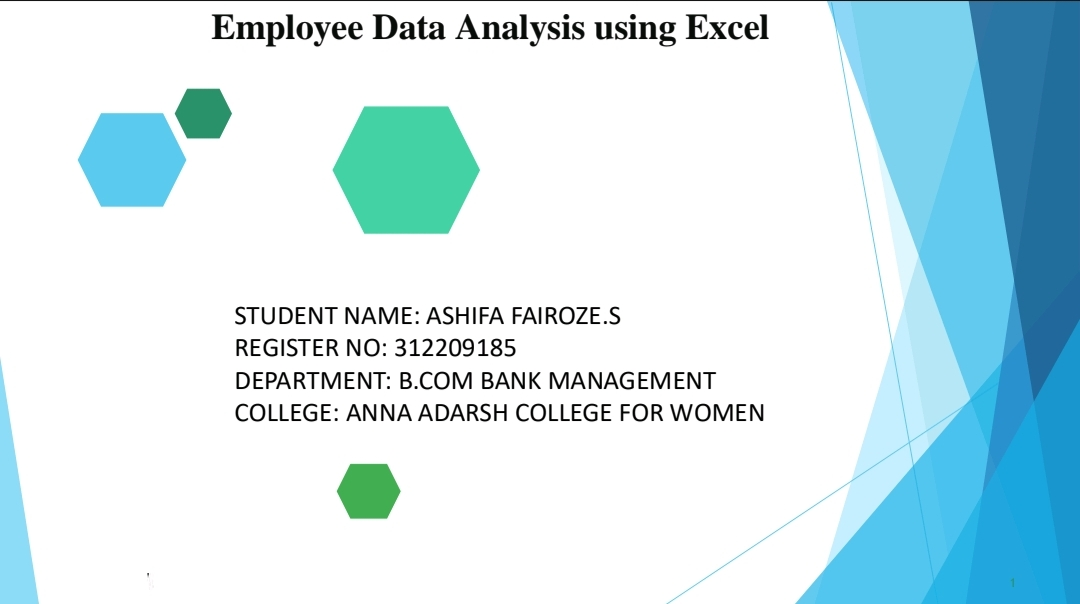 Employee Data Analysis using Excel
STUDENT NAME: ASHIFA FAIROZE.S
REGISTER NO: 312209185
DEPARTMENT: B.COM BANK MANAGEMENT
COLLEGE: ANNA ADARSH COLLEGE FOR WOMEN
1